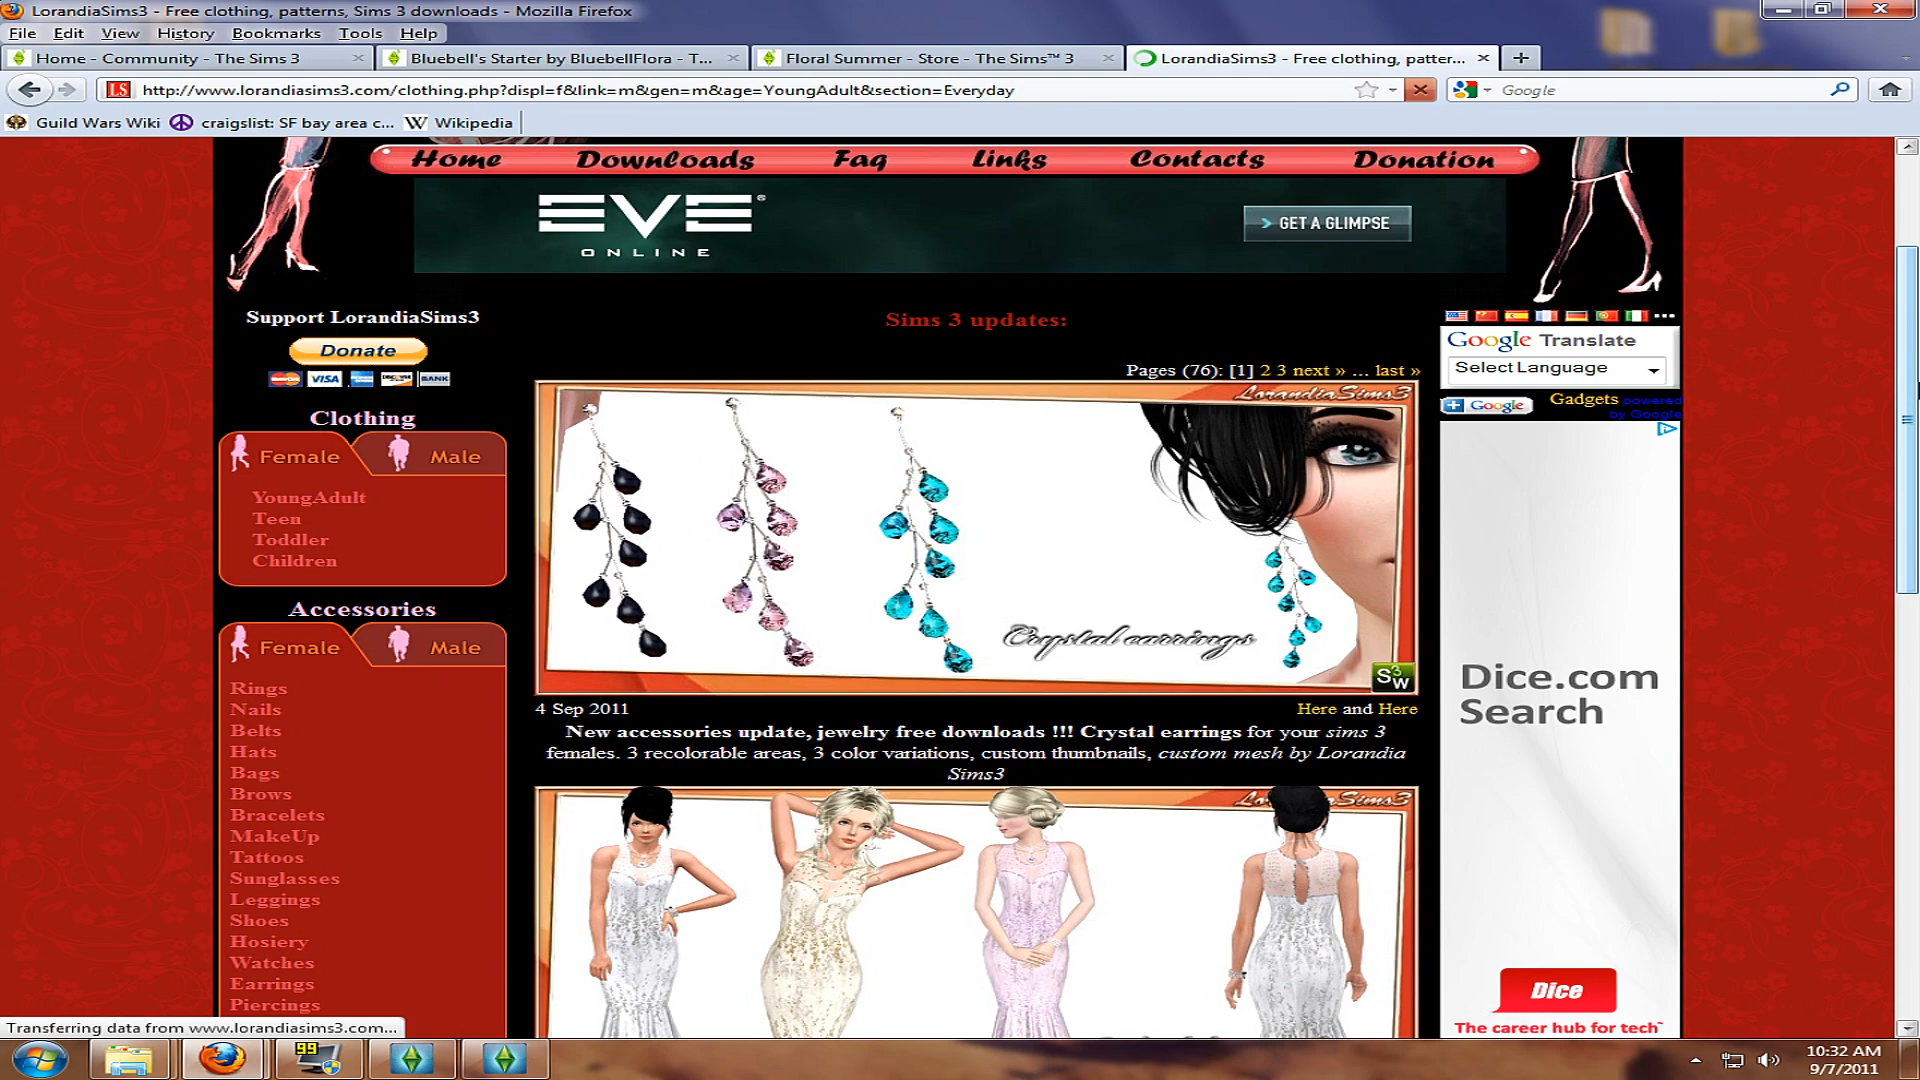 LorandiaSims3 - Free clothing, patterns, Sims 3 downloads - Mozilla Firefox
File Edit View History Bookmarks Tools Help
Home - Community - The Sims 3
Bluebell's Starter by BluebellFlora - T...
Floral Summer - Store - The Sims™ 3
LorandiaSims3 - Free clothing, patter...
LS http://www.lorandiasims3.com/clothing.php?displ=f&link=m&gen=m&age=YoungAdult&section=Everyday
Google
Guild Wars Wiki craigslist: SF bay area c... W Wikipedia
Home Downloads Faq Links Contacts Donation
EVE®
ONLINE
> GET A GLIMPSE
Support LorandiaSims3
Donate
VISA DISCOVER BANK
Clothing
Female Male
YoungAdult
Teen
Toddler
Children
Accessories
Female Male
Rings
Nails
Belts
Hats
Bags
Brows
Bracelets
MakeUp
Tattoos
Sunglasses
Leggings
Shoes
Hosiery
Watches
Earrings
Piercings
Sims 3 updates:
Pages (76): [1] 2 3 next » ... last »
LorandiaSims3
Crystal earrings
S3W
4 Sep 2011
Here and Here
New accessories update, jewelry free downloads !!! Crystal earrings for your sims 3
females. 3 recolorable areas, 3 color variations, custom thumbnails, custom mesh by Lorandia
Sims3
...
Google Translate
Select Language
+ Google
Gadgets powered
by Google
Dice.com
Search
Dice
The career hub for tech™
Transferring data from www.lorandiasims3.com...
99
10:32 AM
9/7/2011